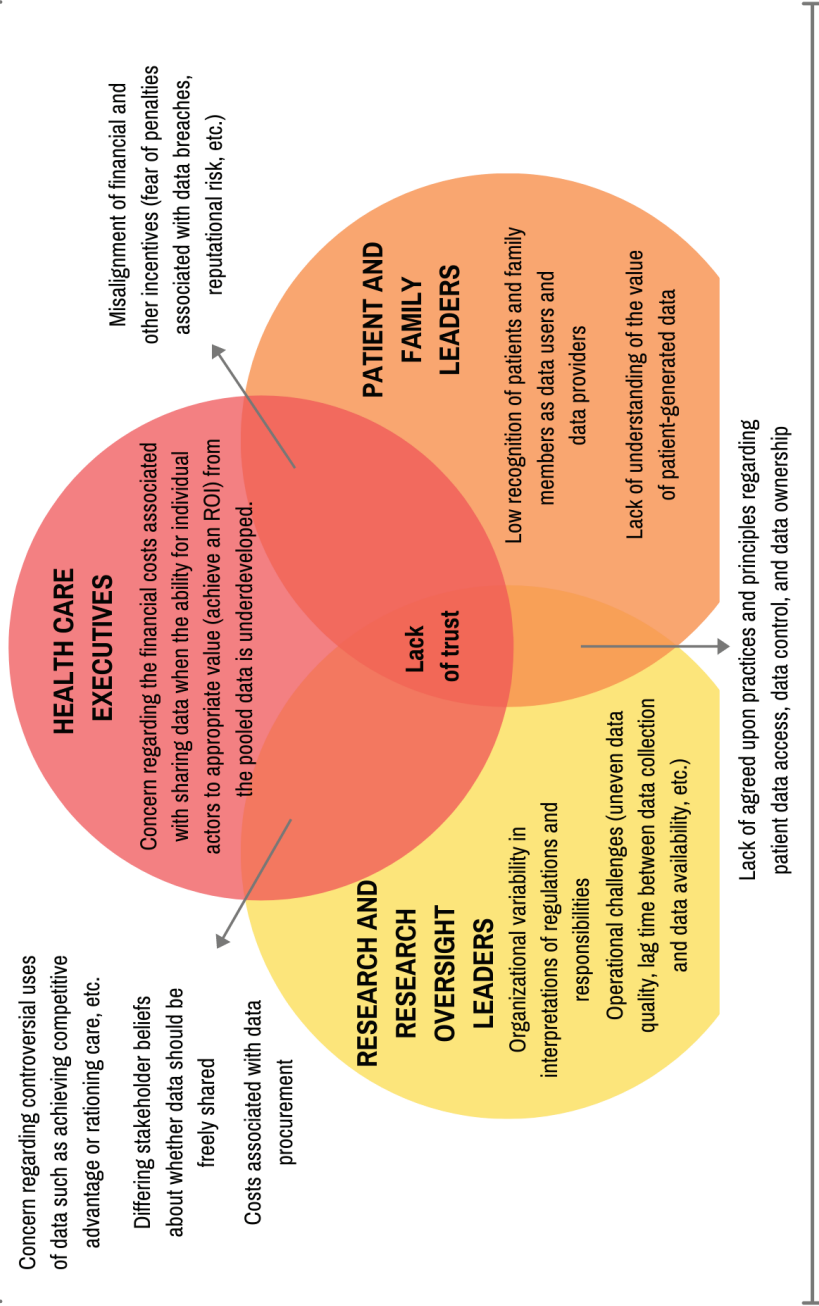 HEALTH CARE
EXECUTIVES
Concern regarding the financial costs associated
with sharing data when the ability for individual
actors to appropriate value (achieve an ROI) from
the pooled data is underdeveloped.
Concern regarding controversial uses
of data such as achieving competitive
advantage or rationing care, etc.
Differing stakeholder beliefs
about whether data should be
freely shared
Costs associated with data
procurement
Misalignment of financial and
other incentives (fear of penalties
associated with data breaches,
reputational risk, etc.)
Lack
of trust
RESEARCH AND
RESEARCH
OVERSIGHT
LEADERS
Organizational variability in
interpretations of regulations and
responsibilities
Operational challenges (uneven data
quality, lag time between data collection
and data availability, etc.)
PATIENT AND
FAMILY
LEADERS
Low recognition of patients and family
members as data users and
data providers
Lack of understanding of the value
of patient-generated data
Lack of agreed upon practices and principles regarding
patient data access, data control, and data ownership